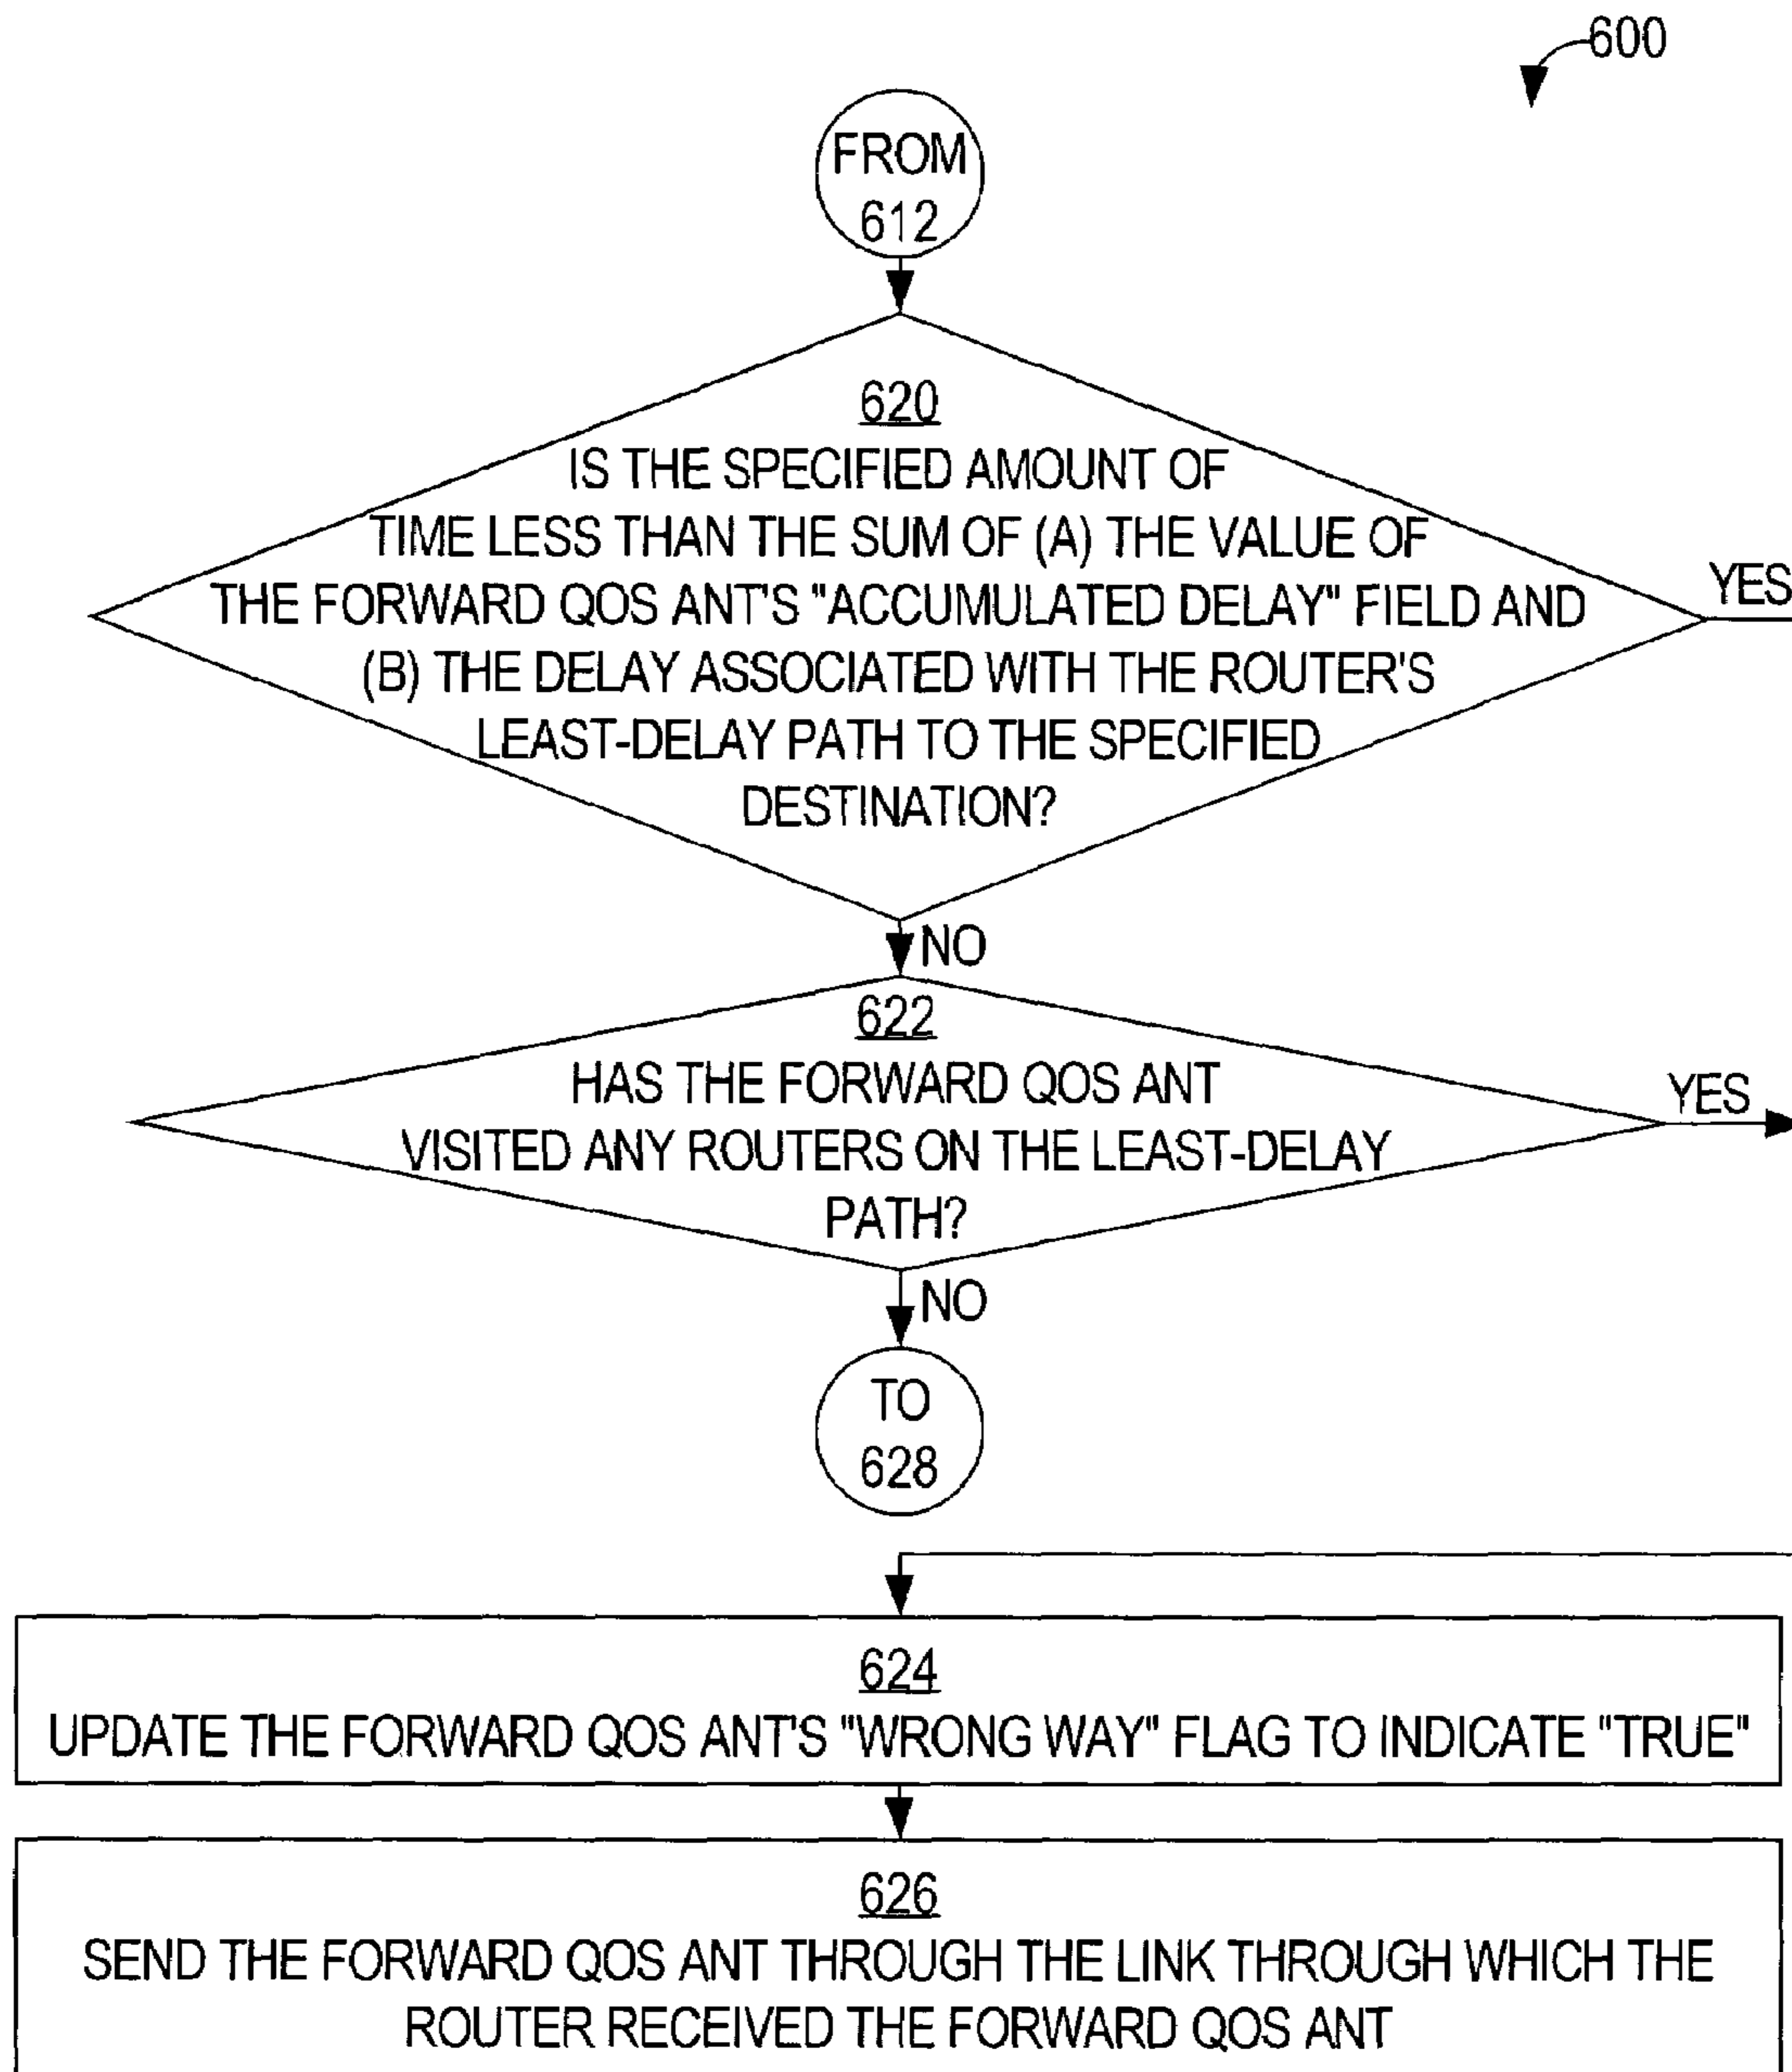 600
FROM
612
620
IS THE SPECIFIED AMOUNT OF
TIME LESS THAN THE SUM OF (A) THE VALUE OF
THE FORWARD QOS ANT'S "ACCUMULATED DELAY" FIELD AND
(B) THE DELAY ASSOCIATED WITH THE ROUTER'S
LEAST-DELAY PATH TO THE SPECIFIED
DESTINATION?
YES
NO
622
HAS THE FORWARD QOS ANT
VISITED ANY ROUTERS ON THE LEAST-DELAY
PATH?
YES
NO
TO
628
624
UPDATE THE FORWARD QOS ANT'S "WRONG WAY" FLAG TO INDICATE "TRUE"
626
SEND THE FORWARD QOS ANT THROUGH THE LINK THROUGH WHICH THE
ROUTER RECEIVED THE FORWARD QOS ANT